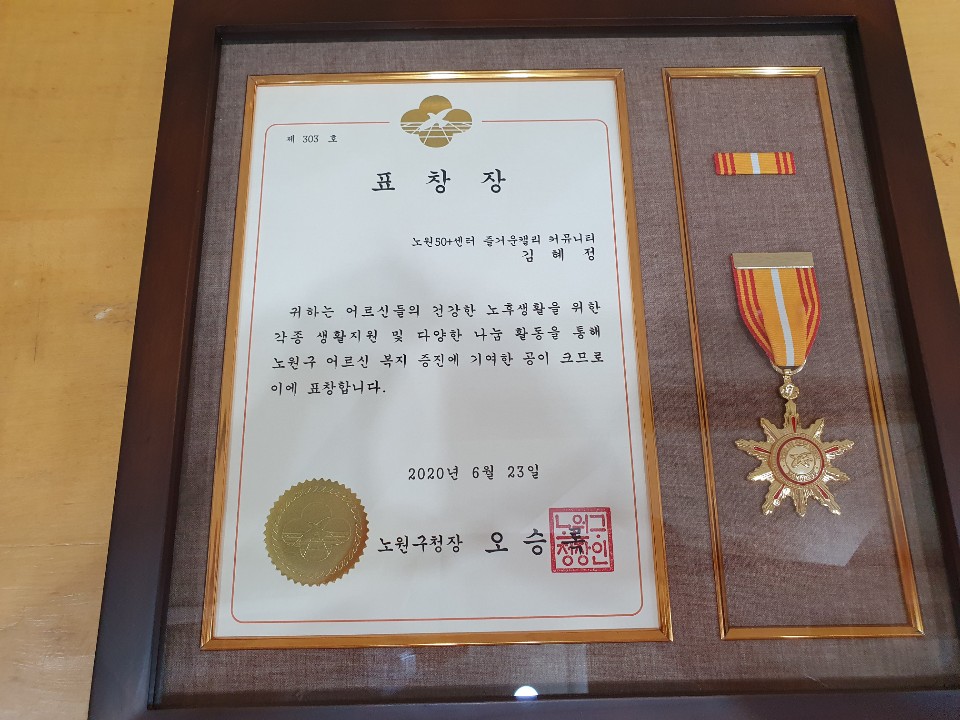 제 303 호
표 창 장
노원50+센터 즐거운캘리 커뮤니티
김 혜 정
귀하는 어르신들의 건강한 노후생활을 위한
각종 생활지원 및 다양한 나눔 활동을 통해
노원구 어르신 복지 증진에 기여한 공이 크므로
이에 표창합니다.
2020년 6월 23일
노원구청장 오 승 록
노원구
청장인